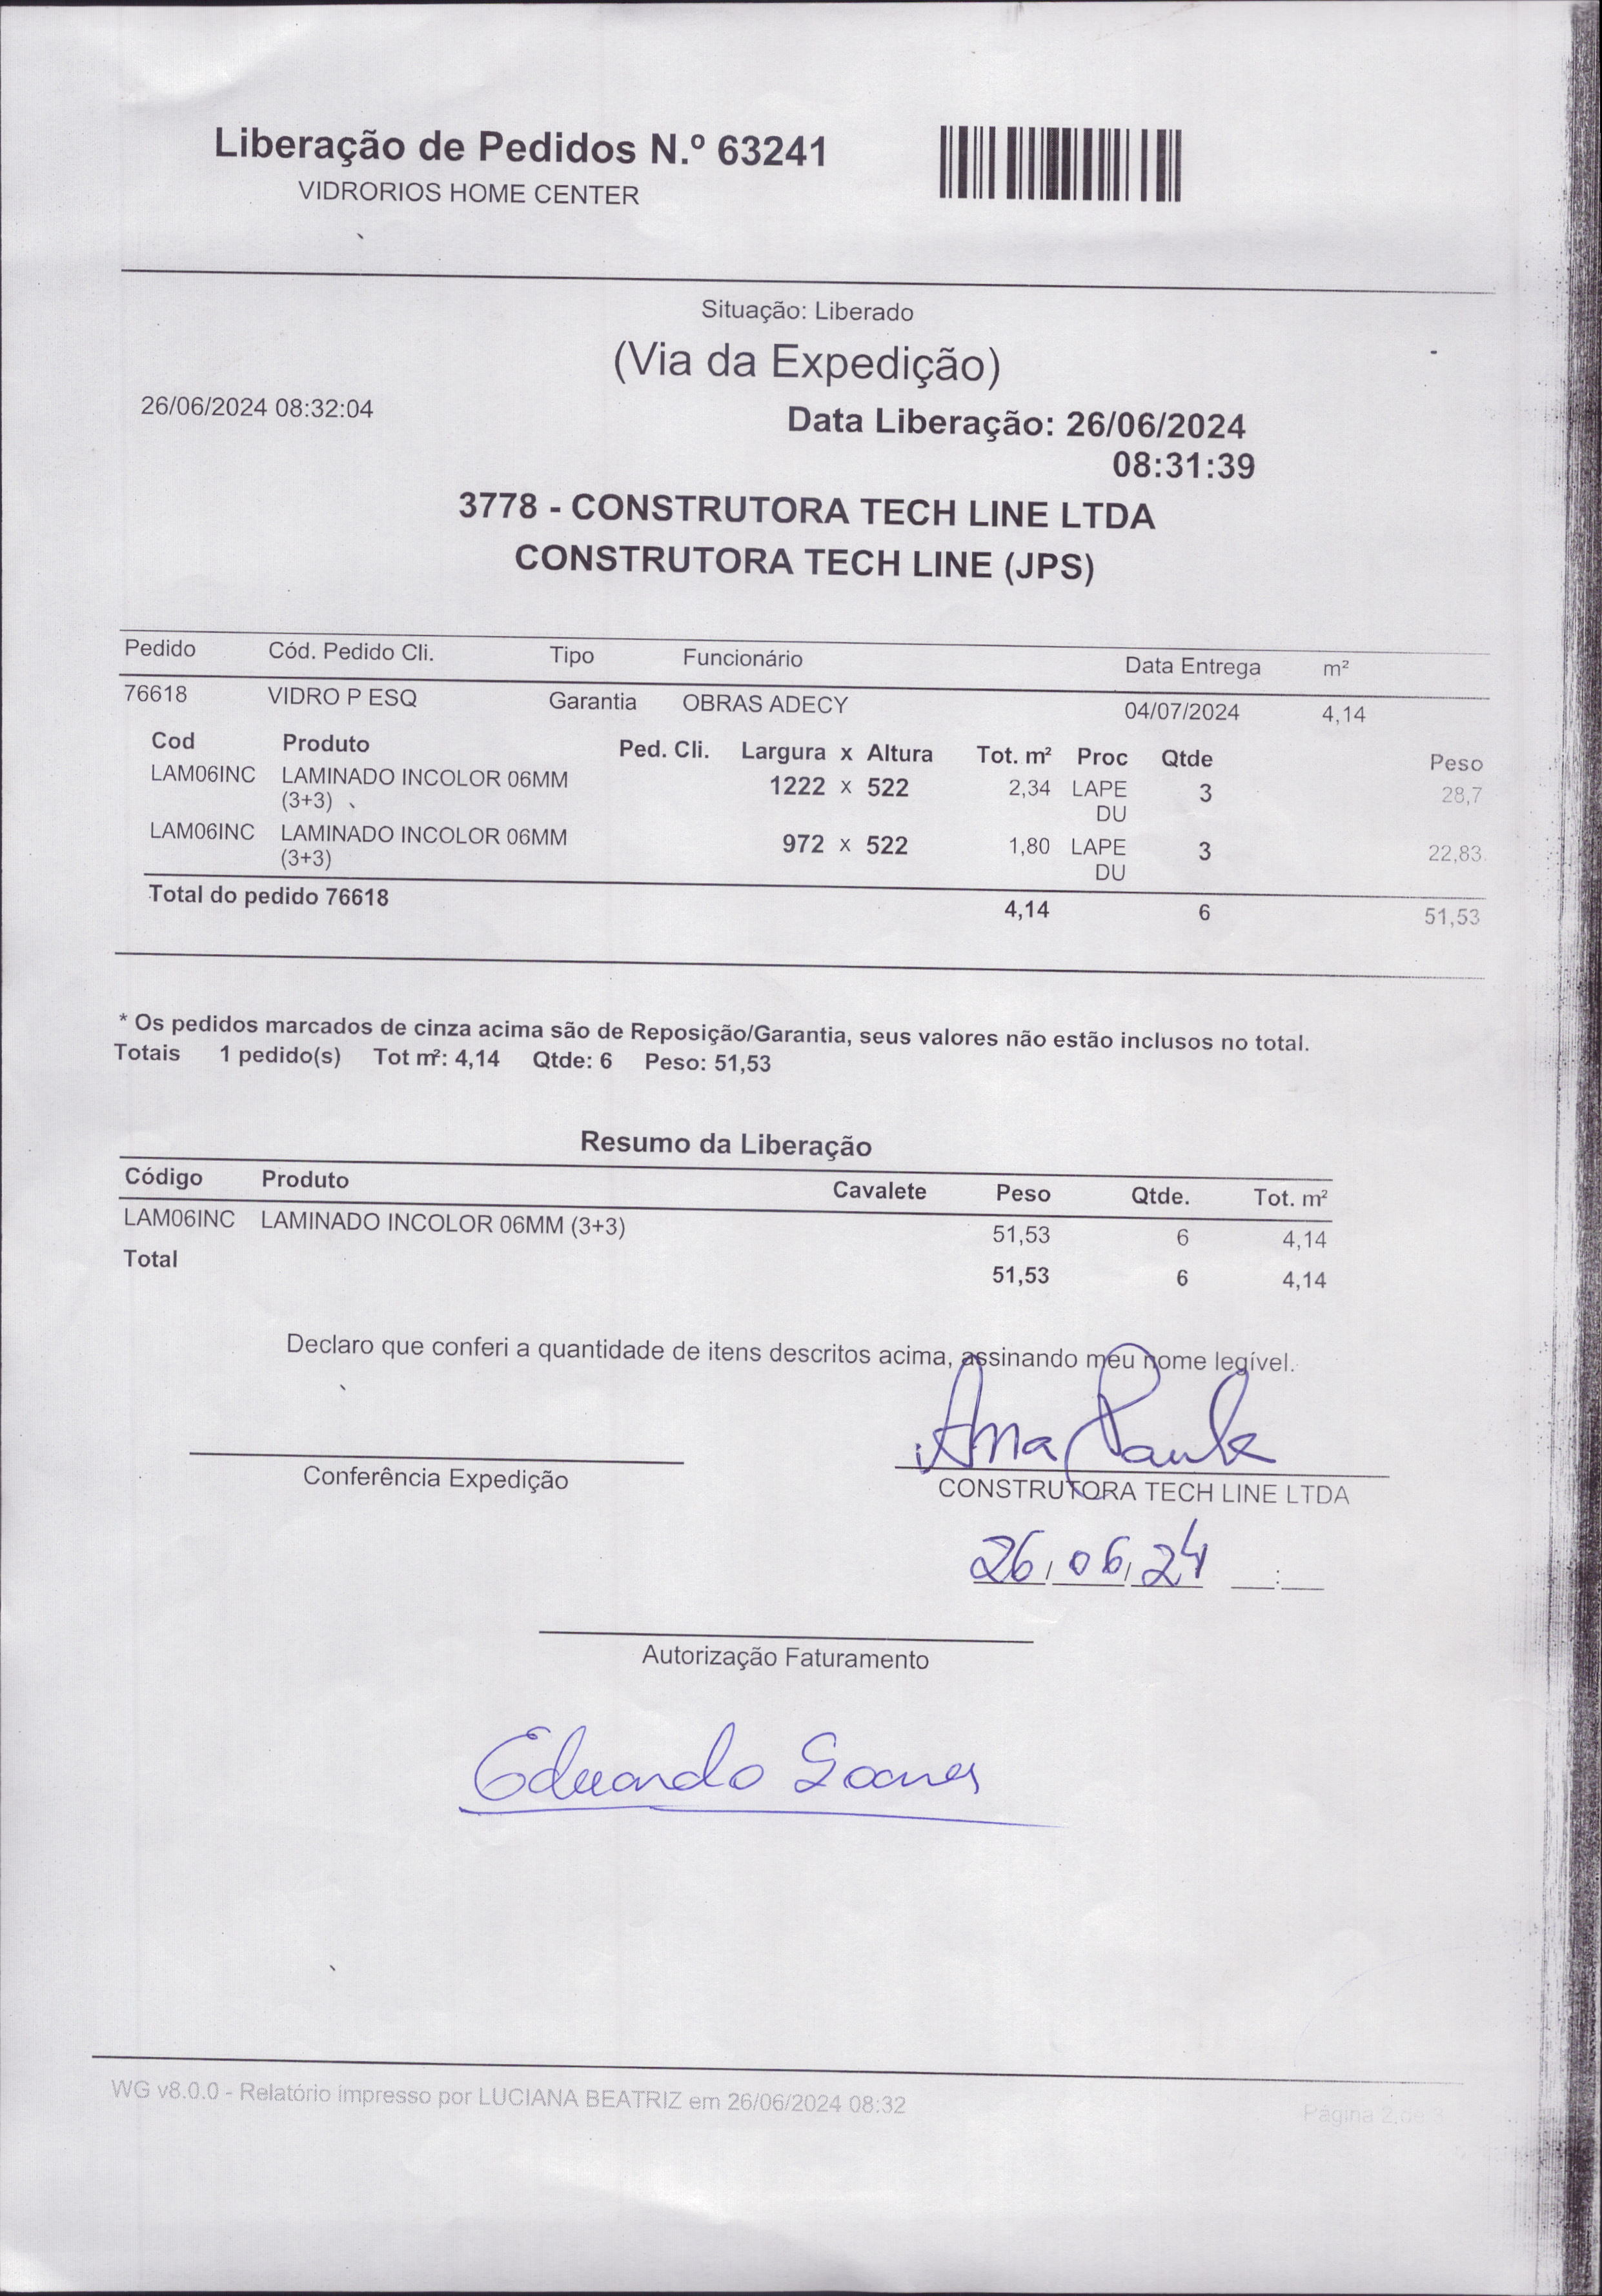 Liberação de Pedidos N.º 63241
VIDRORIOS HOME CENTER
Situação: Liberado
(Via da Expedição)
26/06/2024 08:32:04
Data Liberação: 26/06/2024
08:31:39
3778 - CONSTRUTORA TECH LINE LTDA
CONSTRUTORA TECH LINE (JPS)
Pedido Cód. Pedido Cli. Tipo Funcionário Data Entrega m²
76618 VIDRO P ESQ Garantia OBRAS ADECY 04/07/2024 4,14
Cod Produto Ped. Cli. Largura x Altura Tot. m² Proc Qtde Peso
LAM06INC LAMINADO INCOLOR 06MM 1222 x 522 2,34 LAPE 3 28,7
(3+3) DU
LAM06INC LAMINADO INCOLOR 06MM 972 x 522 1,80 LAPE 3 22,83
(3+3) DU
Total do pedido 76618 4,14 6 51,53
* Os pedidos marcados de cinza acima são de Reposição/Garantia, seus valores não estão inclusos no total.
Totais 1 pedido(s) Tot m²: 4,14 Qtde: 6 Peso: 51,53
Resumo da Liberação
Código Produto Cavalete Peso Qtde. Tot. m²
LAM06INC LAMINADO INCOLOR 06MM (3+3) 51,53 6 4,14
Total 51,53 6 4,14
Declaro que conferi a quantidade de itens descritos acima, assinando meu nome legível.
Ana Paula
Conferência Expedição CONSTRUTORA TECH LINE LTDA
26/06/24 __:__
Autorização Faturamento
Eduardo Soares
WG v8.0.0 - Relatório impresso por LUCIANA BEATRIZ em 26/06/2024 08:32
Página 2 de